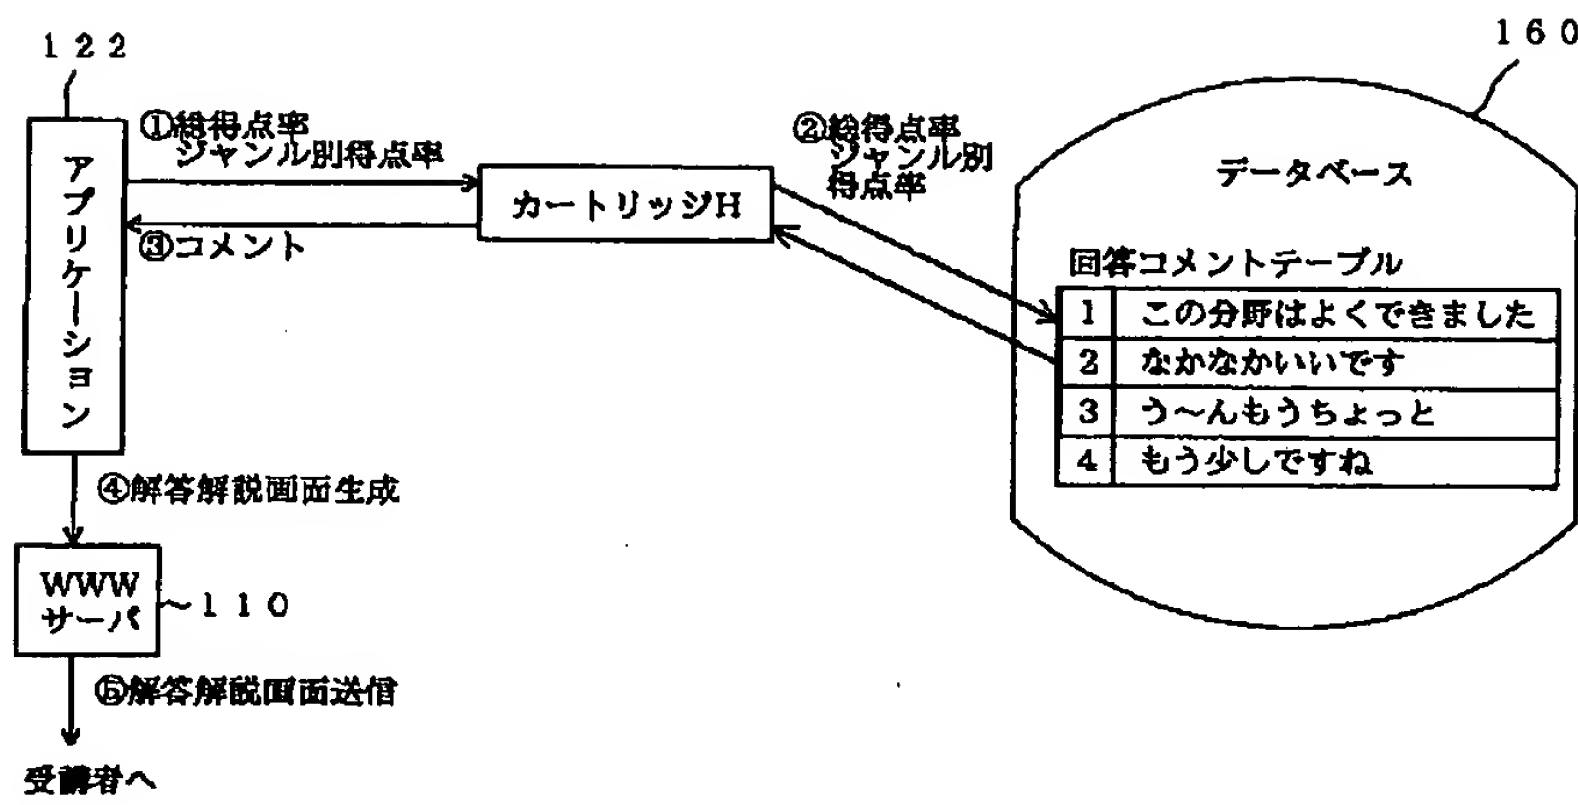 122
160
①総得点率
ジャンル別得点率
②総得点率
ジャンル別
得点率
アプリケーション
カートリッジH
③コメント
データベース
回答コメントテーブル
1 この分野はよくできました
2 なかなかいいです
3 う～んもうちょっと
4 もう少しですね
④解答解説画面生成
WWW
サーバ
～110
⑤解答解説画面送信
受講者へ